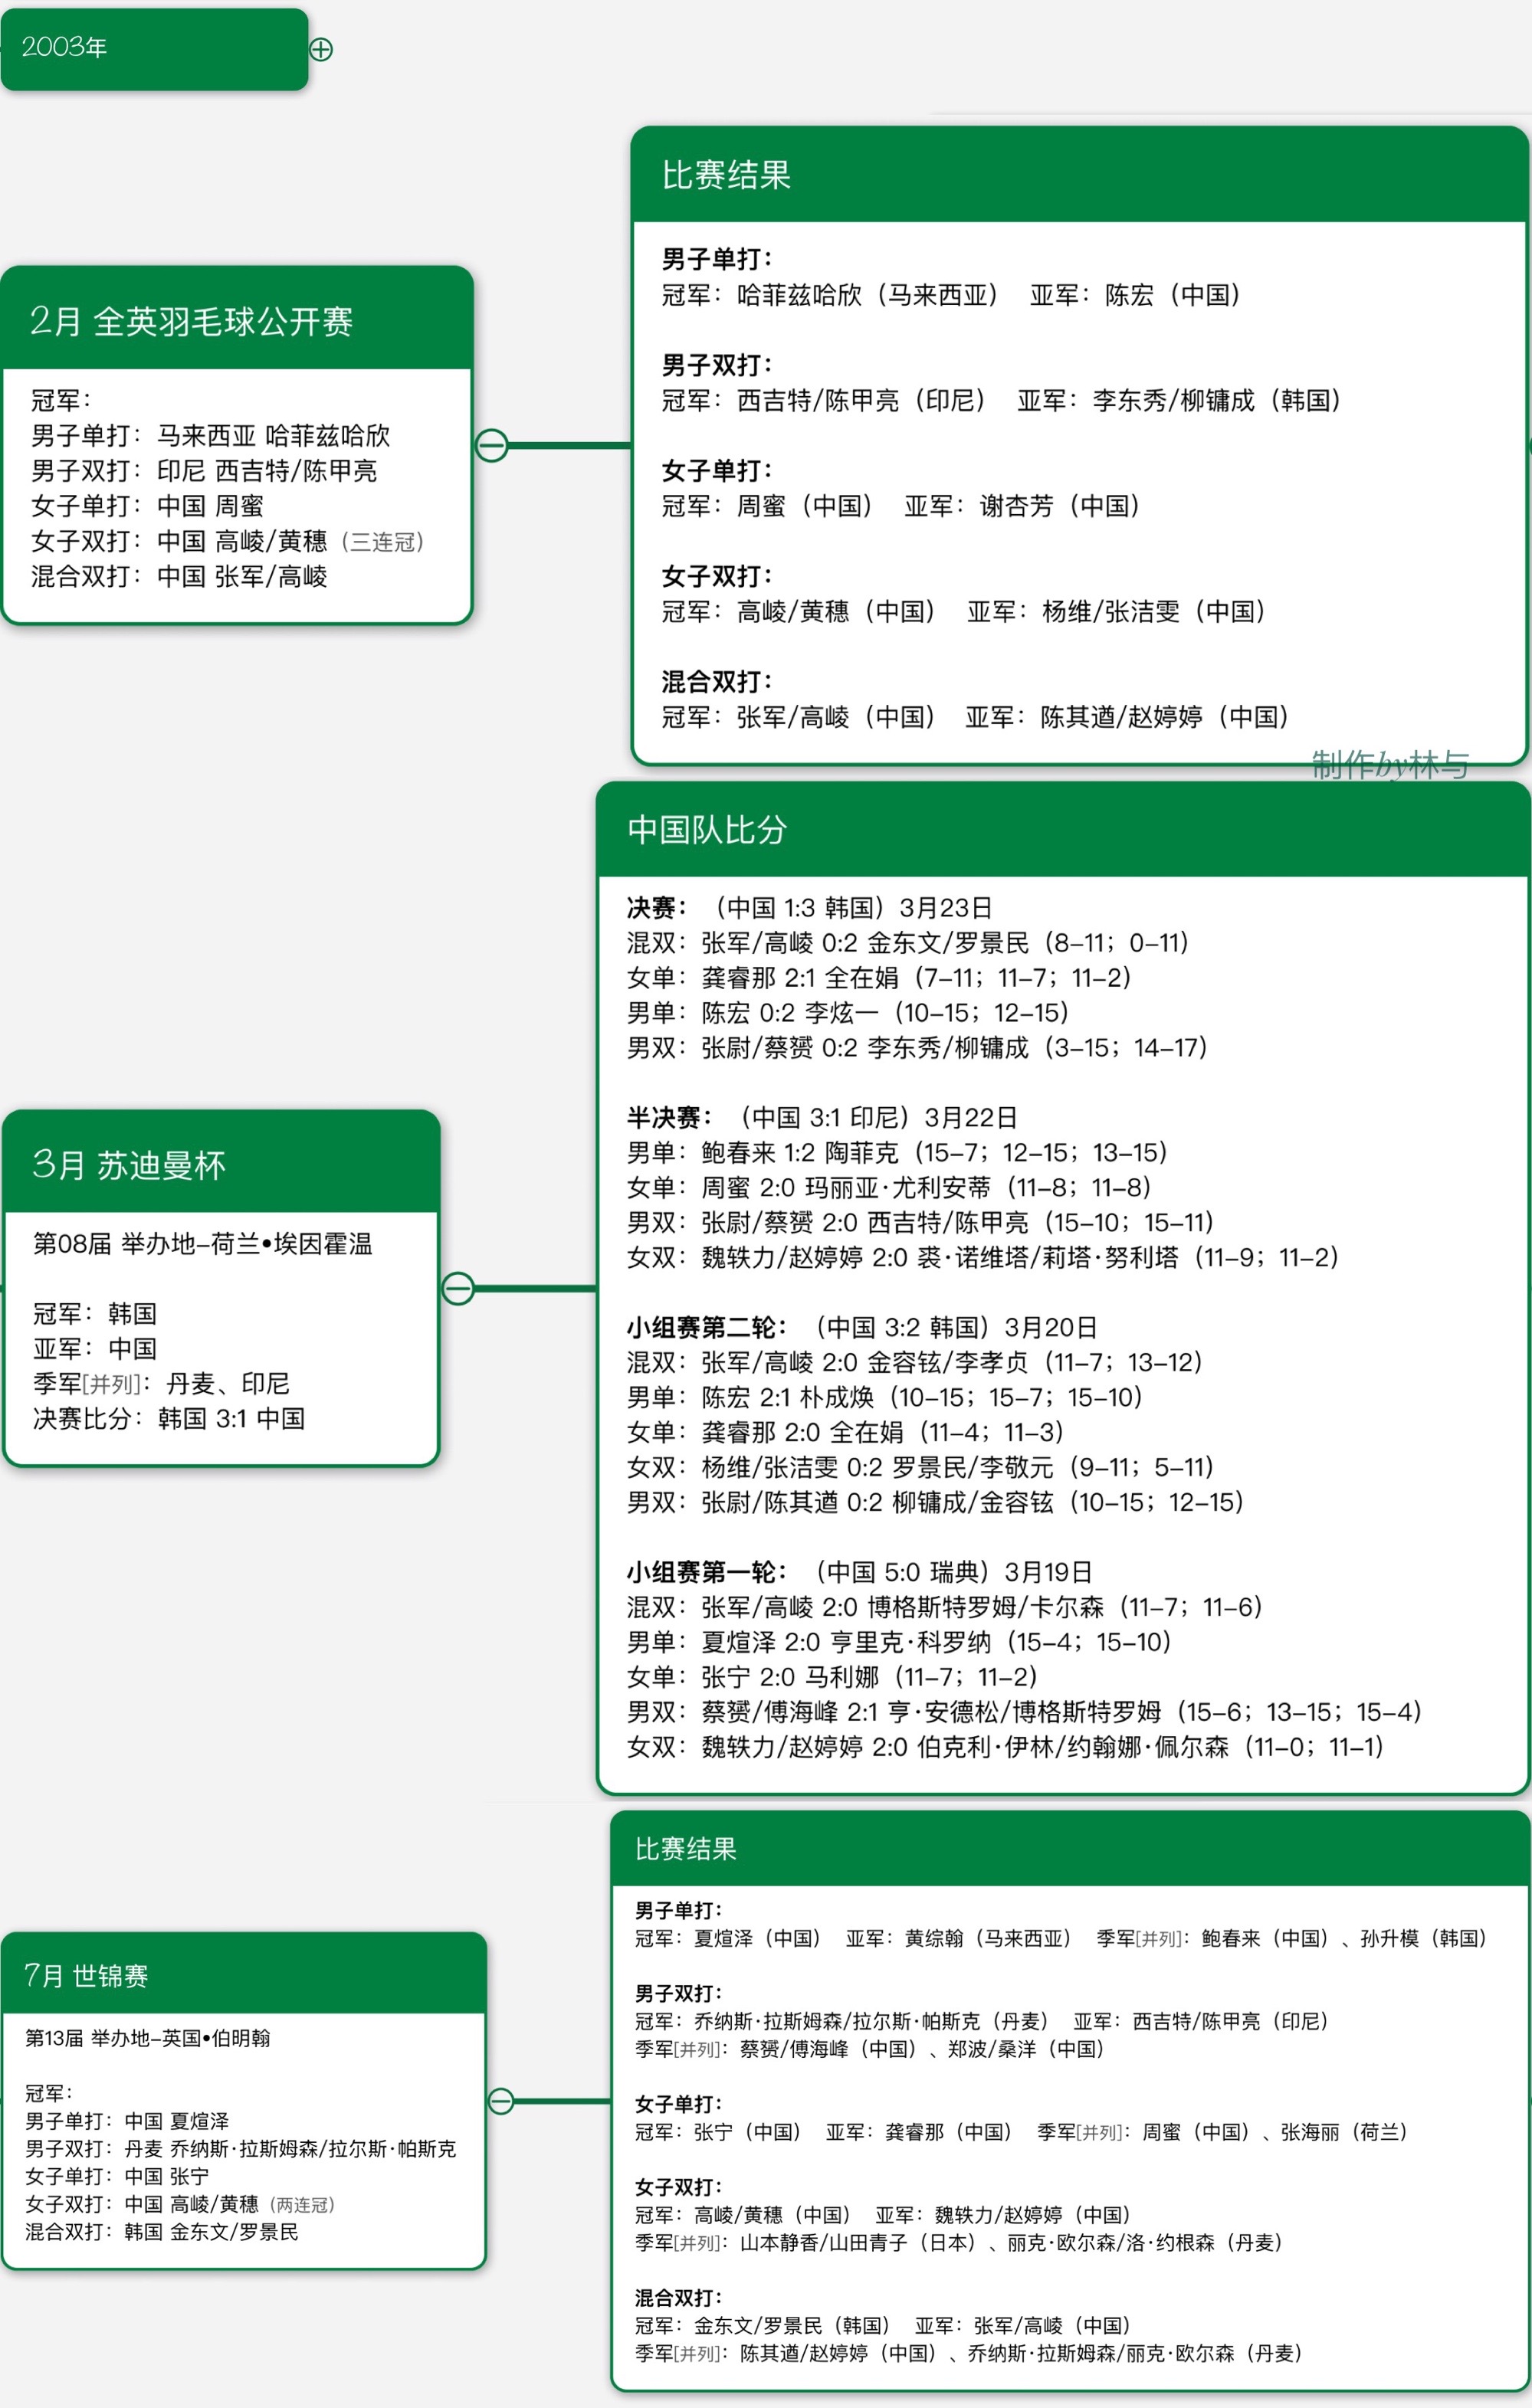 2003年
2月 全英羽毛球公开赛
冠军：
男子单打：马来西亚 哈菲兹哈欣
男子双打：印尼 西吉特/陈甲亮
女子单打：中国 周蜜
女子双打：中国 高崚/黄穗（三连冠）
混合双打：中国 张军/高崚
比赛结果
男子单打：
冠军：哈菲兹哈欣（马来西亚） 亚军：陈宏（中国）
男子双打：
冠军：西吉特/陈甲亮（印尼） 亚军：李东秀/柳镛成（韩国）
女子单打：
冠军：周蜜（中国） 亚军：谢杏芳（中国）
女子双打：
冠军：高崚/黄穗（中国） 亚军：杨维/张洁雯（中国）
混合双打：
冠军：张军/高崚（中国） 亚军：陈其遒/赵婷婷（中国）
制作by林与
3月 苏迪曼杯
第08届 举办地–荷兰•埃因霍温
冠军：韩国
亚军：中国
季军[并列]：丹麦、印尼
决赛比分：韩国 3:1 中国
中国队比分
决赛：（中国 1:3 韩国）3月23日
混双：张军/高崚 0:2 金东文/罗景民（8–11；0–11）
女单：龚睿那 2:1 全在娟（7–11；11–7；11–2）
男单：陈宏 0:2 李炫一（10–15；12–15）
男双：张尉/蔡赟 0:2 李东秀/柳镛成（3–15；14–17）
半决赛：（中国 3:1 印尼）3月22日
男单：鲍春来 1:2 陶菲克（15–7；12–15；13–15）
女单：周蜜 2:0 玛丽亚·尤利安蒂（11–8；11–8）
男双：张尉/蔡赟 2:0 西吉特/陈甲亮（15–10；15–11）
女双：魏轶力/赵婷婷 2:0 裘·诺维塔/莉塔·努利塔（11–9；11–2）
小组赛第二轮：（中国 3:2 韩国）3月20日
混双：张军/高崚 2:0 金容铉/李孝贞（11–7；13–12）
男单：陈宏 2:1 朴成焕（10–15；15–7；15–10）
女单：龚睿那 2:0 全在娟（11–4；11–3）
女双：杨维/张洁雯 0:2 罗景民/李敬元（9–11；5–11）
男双：张尉/陈其遒 0:2 柳镛成/金容铉（10–15；12–15）
小组赛第一轮：（中国 5:0 瑞典）3月19日
混双：张军/高崚 2:0 博格斯特罗姆/卡尔森（11–7；11–6）
男单：夏煊泽 2:0 亨里克·科罗纳（15–4；15–10）
女单：张宁 2:0 马利娜（11–7；11–2）
男双：蔡赟/傅海峰 2:1 亨·安德松/博格斯特罗姆（15–6；13–15；15–4）
女双：魏轶力/赵婷婷 2:0 伯克利·伊林/约翰娜·佩尔森（11–0；11–1）
7月 世锦赛
第13届 举办地–英国•伯明翰
冠军：
男子单打：中国 夏煊泽
男子双打：丹麦 乔纳斯·拉斯姆森/拉尔斯·帕斯克
女子单打：中国 张宁
女子双打：中国 高崚/黄穗（两连冠）
混合双打：韩国 金东文/罗景民
比赛结果
男子单打：
冠军：夏煊泽（中国） 亚军：黄综翰（马来西亚） 季军[并列]：鲍春来（中国）、孙升模（韩国）
男子双打：
冠军：乔纳斯·拉斯姆森/拉尔斯·帕斯克（丹麦） 亚军：西吉特/陈甲亮（印尼）
季军[并列]：蔡赟/傅海峰（中国）、郑波/桑洋（中国）
女子单打：
冠军：张宁（中国） 亚军：龚睿那（中国） 季军[并列]：周蜜（中国）、张海丽（荷兰）
女子双打：
冠军：高崚/黄穗（中国） 亚军：魏轶力/赵婷婷（中国）
季军[并列]：山本静香/山田青子（日本）、丽克·欧尔森/洛·约根森（丹麦）
混合双打：
冠军：金东文/罗景民（韩国） 亚军：张军/高崚（中国）
季军[并列]：陈其遒/赵婷婷（中国）、乔纳斯·拉斯姆森/丽克·欧尔森（丹麦）